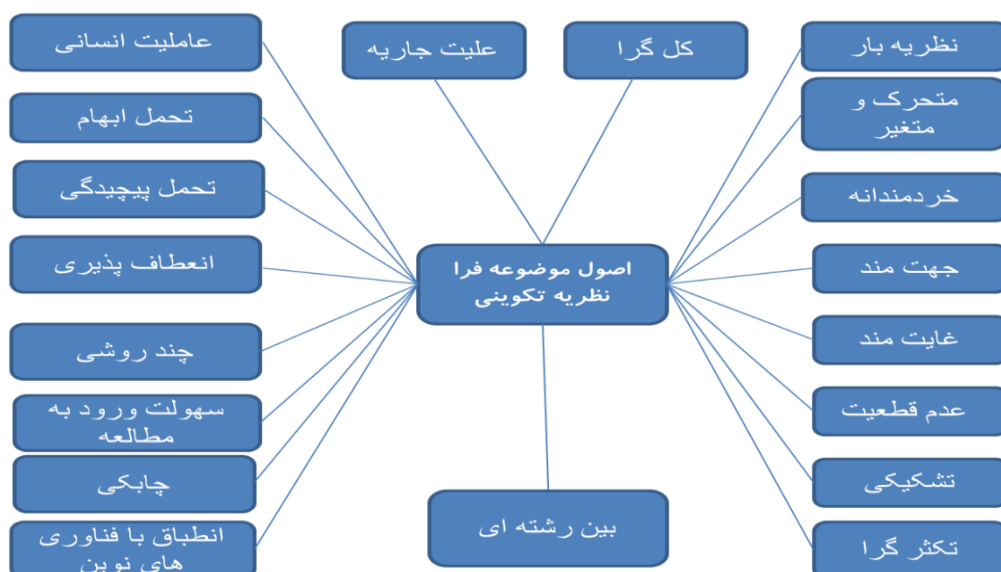 نظریه بار
متحرک و
متغیر
خردمندانه
جهت مند
غایت مند
عدم قطعیت
تشکیکی
تکثر گرا
کل گرا
علیت جاریه
اصول موضوعه فرا
نظریه تکوینی
بین رشته ای
عاملیت انسانی
تحمل ابهام
تحمل پیچیدگی
انعطاف پذیری
چند روشی
سهولت ورود به
مطالعه
چابکی
انطباق با فناوری
های نوین